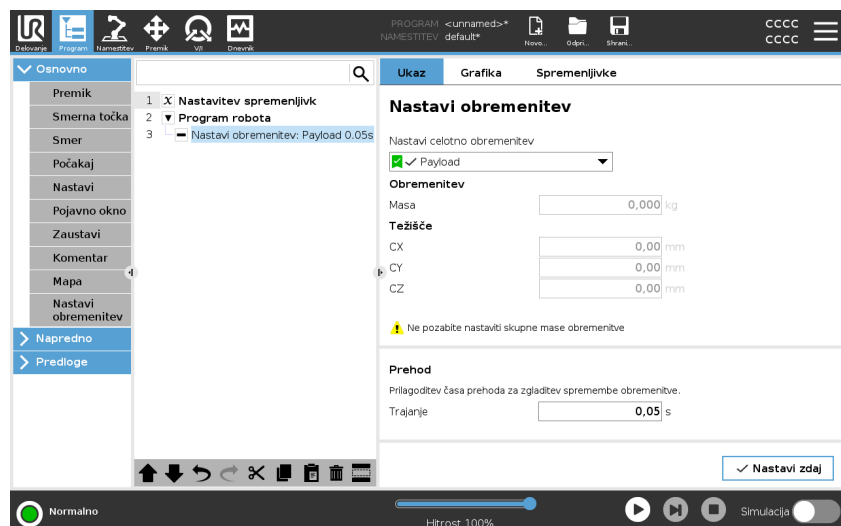 PROGRAM <unnamed>*
NAMESTITEV default*
CCCC
CCCC
Delovanje Program Namestitev Premik V/I Dnevnik
Novo... Odpri... Shrani...
Osnovno
Premik
Smerna točka
Smer
Počakaj
Nastavi
Pojavno okno
Zaustavi
Komentar
Mapa
Nastavi
obremenitev
Napredno
Predloge
1 X Nastavitev spremenljivk
2 Program robota
3 Nastavi obremenitev: Payload 0.05s
Ukaz Grafika Spremenljivke
Nastavi obremenitev
Nastavi celotno obremenitev
Payload
Obremenitev
Masa 0,000 kg
Težišče
CX 0,00 mm
CY 0,00 mm
CZ 0,00 mm
Ne pozabite nastaviti skupne mase obremenitve
Prehod
Prilagoditev časa prehoda za zgladitev spremembe obremenitve.
Trajanje 0,05 s
Nastavi zdaj
Normalno
Hitrost 100%
Simulacija